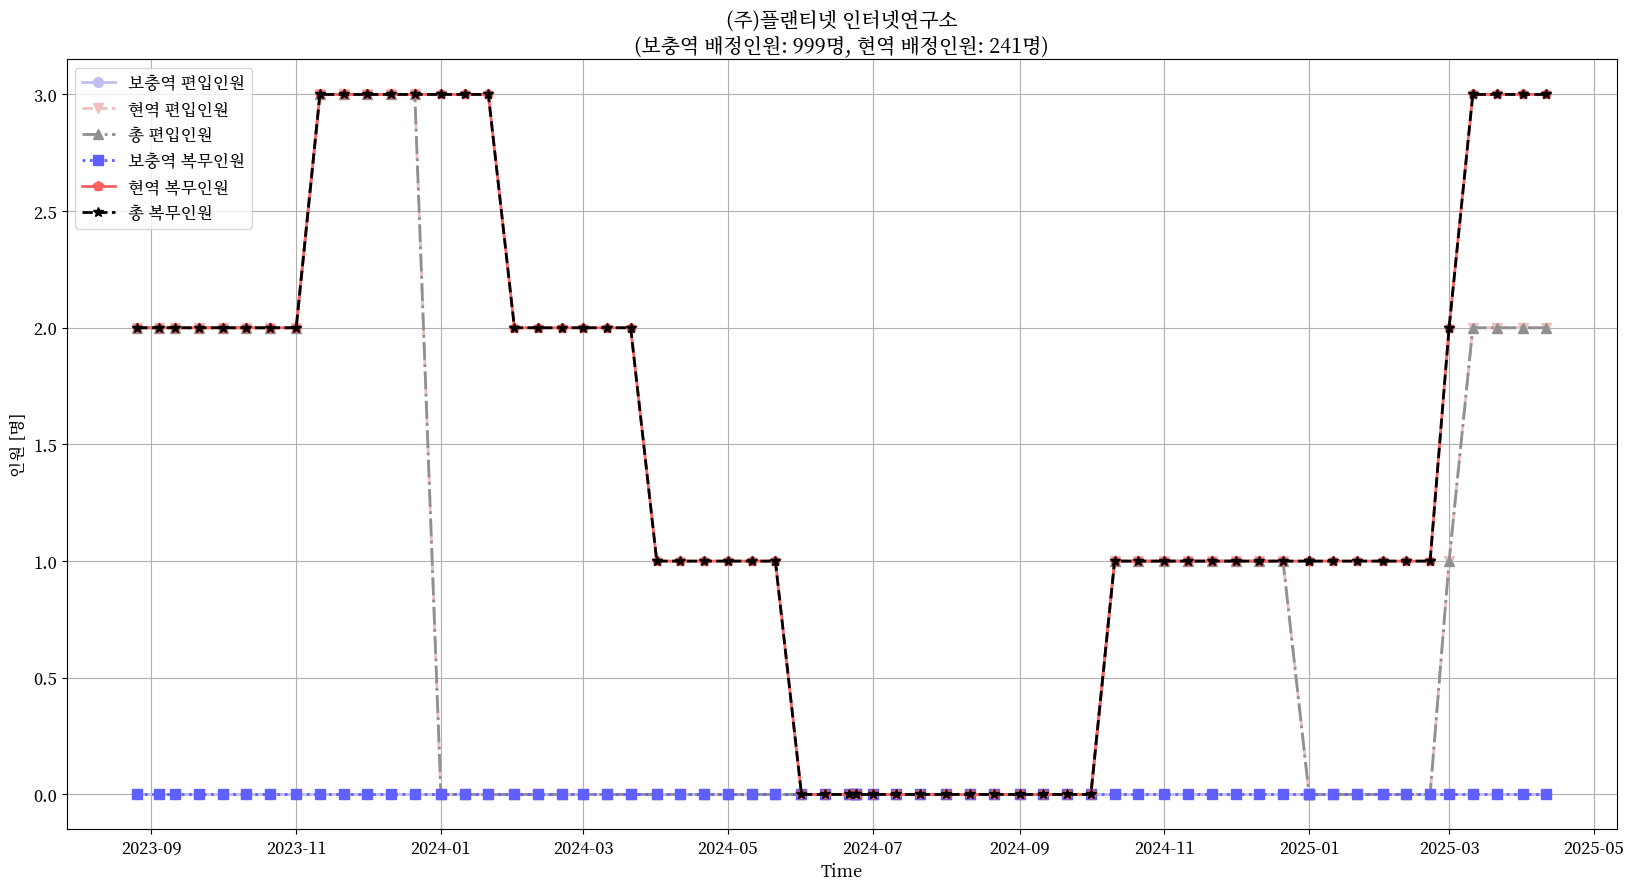 (주)플랜티넷 인터넷연구소
(보충역 배정인원: 999명, 현역 배정인원: 241명)
보충역 편입인원
현역 편입인원
총 편입인원
보충역 복무인원
현역 복무인원
총 복무인원
인원 [명]
3.0
2.5
2.0
1.5
1.0
0.5
0.0
2023-09
2023-11
2024-01
2024-03
2024-05
2024-07
2024-09
2024-11
2025-01
2025-03
2025-05
Time